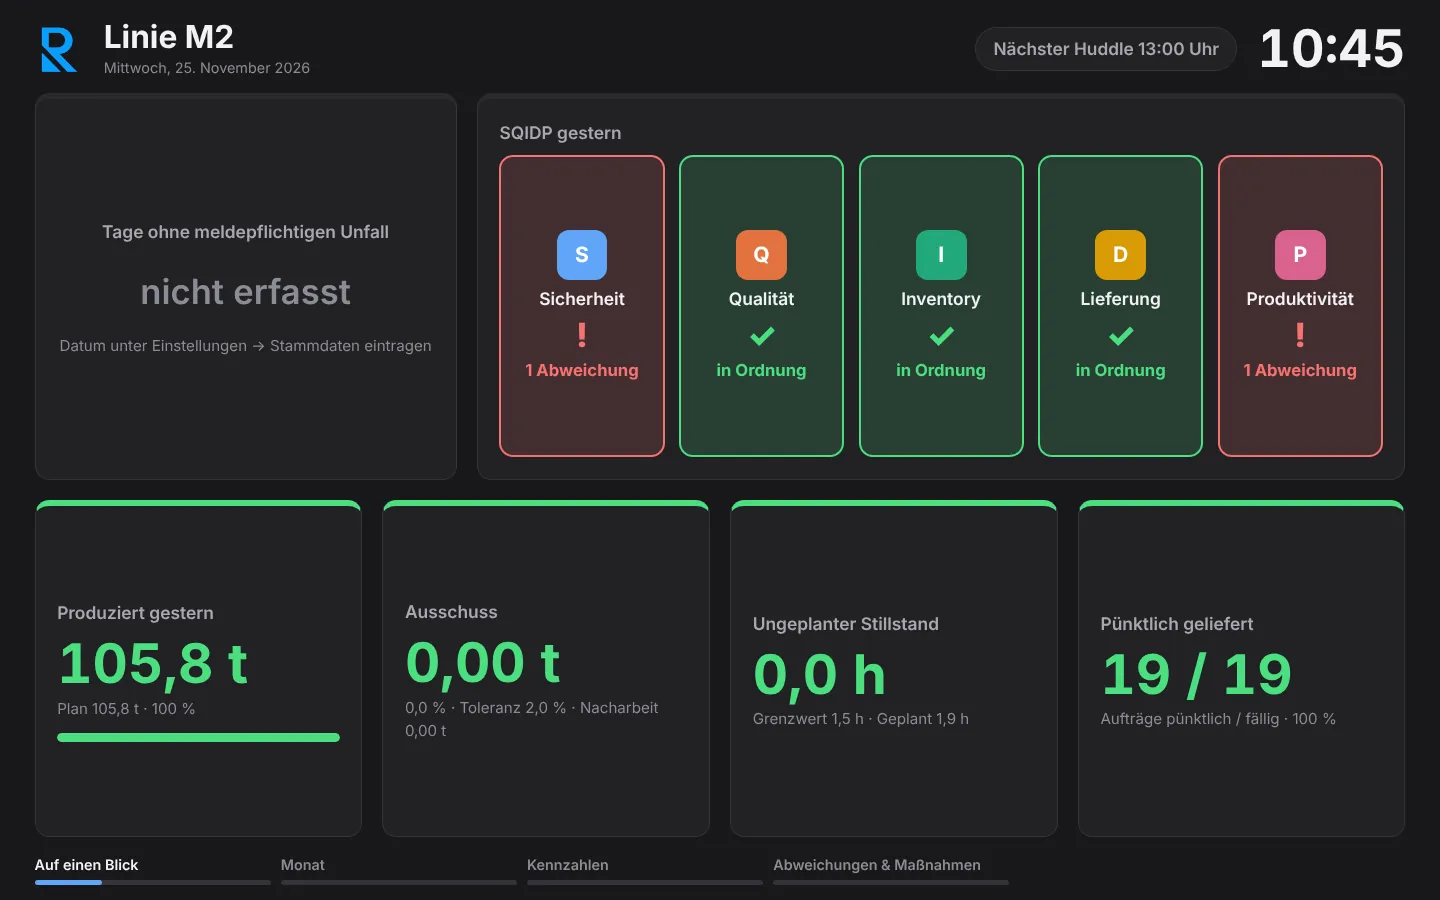 Linie M2
Mittwoch, 25. November 2026
Nächster Huddle 13:00 Uhr
10:45
Tage ohne meldepflichtigen Unfall
nicht erfasst
Datum unter Einstellungen → Stammdaten eintragen
SQIDP gestern
S
Sicherheit
!
1 Abweichung
Q
Qualität
✓
in Ordnung
I
Inventory
✓
in Ordnung
D
Lieferung
✓
in Ordnung
P
Produktivität
!
1 Abweichung
Produziert gestern
105,8 t
Plan 105,8 t · 100 %
Ausschuss
0,00 t
0,0 % · Toleranz 2,0 % · Nacharbeit
0,00 t
Ungeplanter Stillstand
0,0 h
Grenzwert 1,5 h · Geplant 1,9 h
Pünktlich geliefert
19 / 19
Aufträge pünktlich / fällig · 100 %
Auf einen Blick
Monat
Kennzahlen
Abweichungen & Maßnahmen